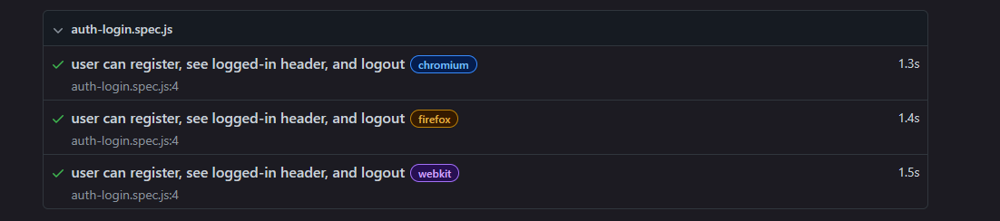 auth-login.spec.js
user can register, see logged-in header, and logout chromium 1.3s
auth-login.spec.js:4
user can register, see logged-in header, and logout firefox 1.4s
auth-login.spec.js:4
user can register, see logged-in header, and logout webkit 1.5s
auth-login.spec.js:4